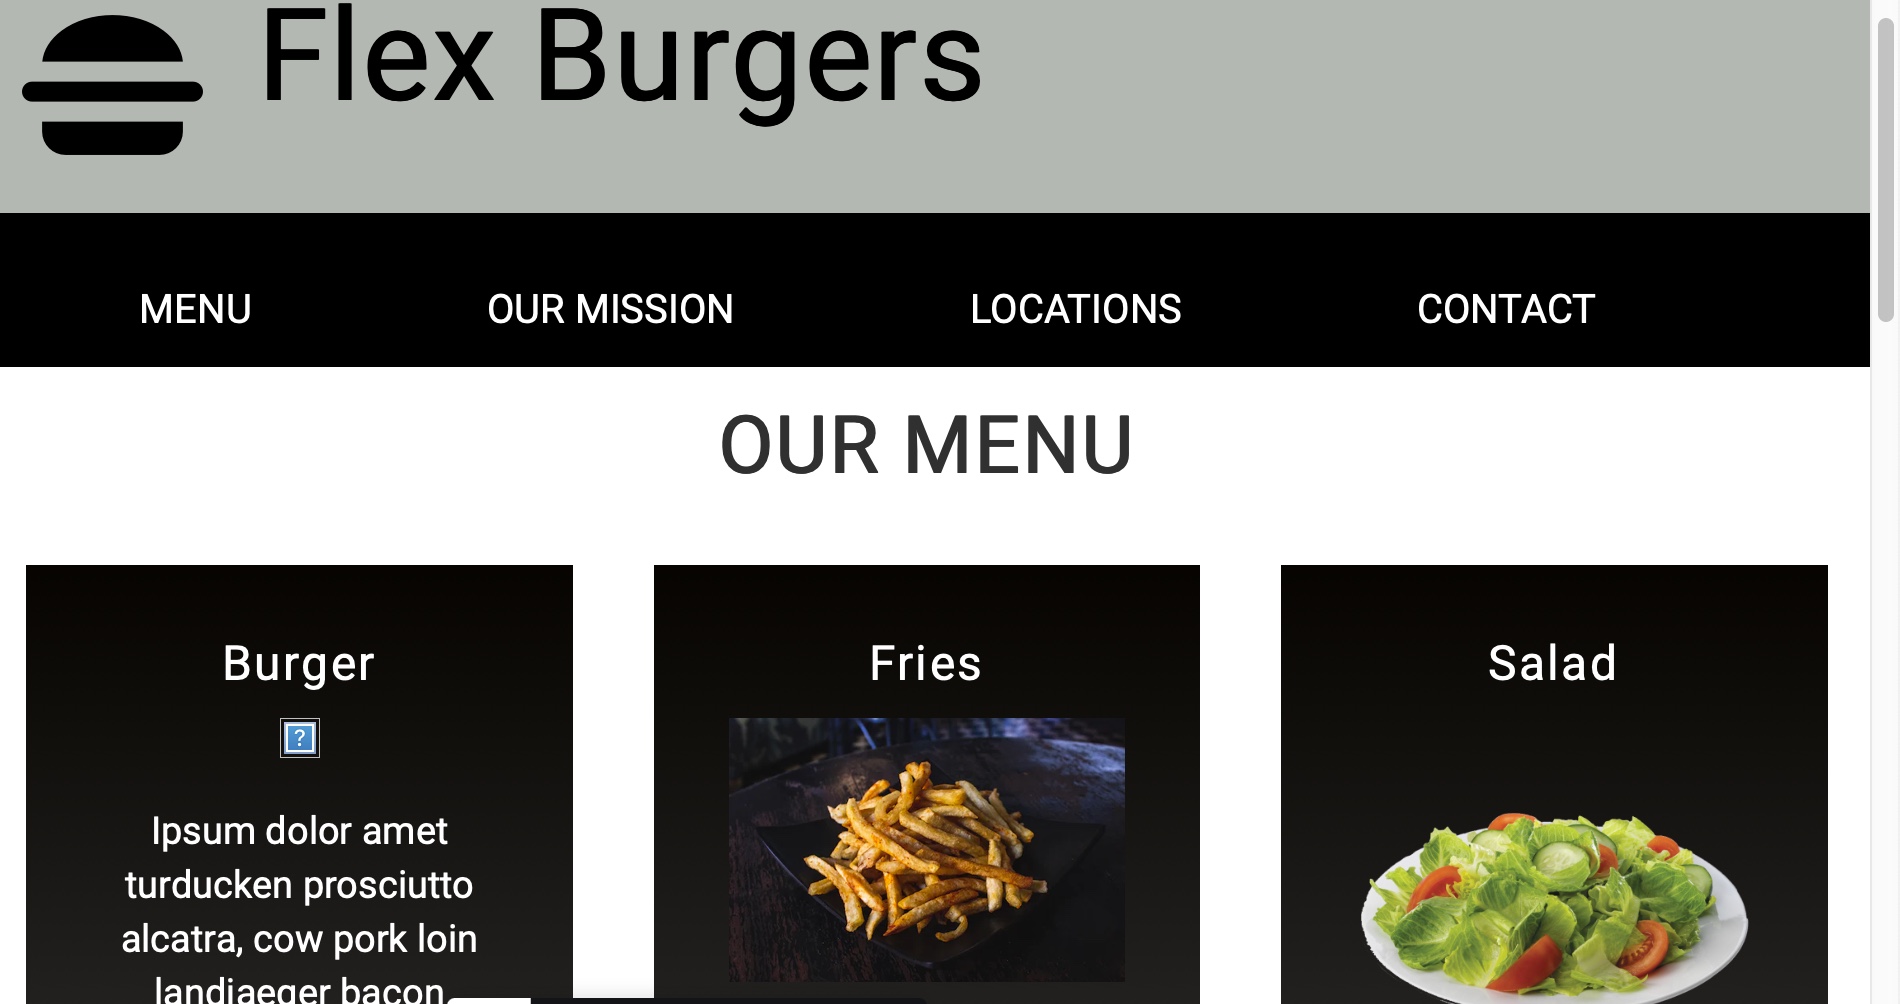 Flex Burgers
MENU OUR MISSION LOCATIONS CONTACT
OUR MENU
Burger
?
Ipsum dolor amet
turducken prosciutto
alcatra, cow pork loin
landjaeger bacon
Fries
Salad